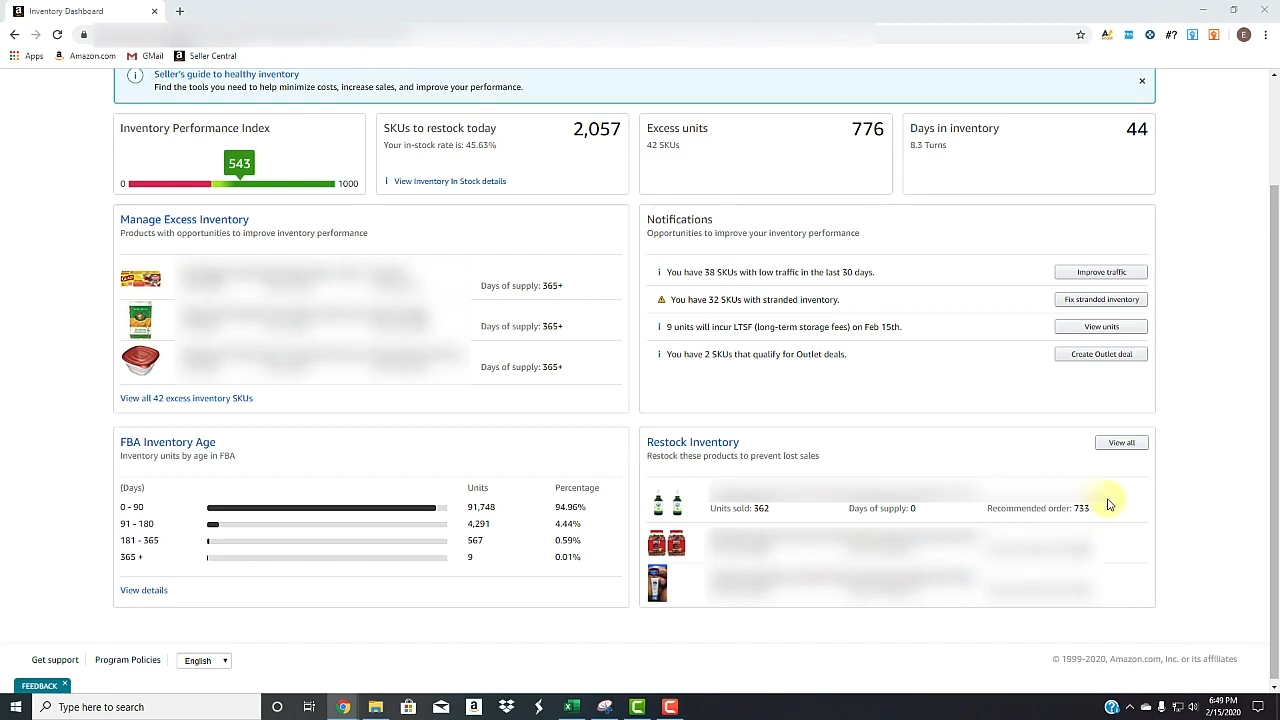 Inventory Dashboard
Apps Amazon.com GMail Seller Central
Seller's guide to healthy inventory
Find the tools you need to help minimize costs, increase sales, and improve your performance.
Inventory Performance Index
543
0 1000
SKUs to restock today 2,057
Your in-stock rate is: 45.63%
View Inventory In Stock details
Excess units 776
42 SKUs
Days in inventory 44
8.3 Turns
Manage Excess Inventory
Products with opportunities to improve inventory performance
Days of supply: 365+
Days of supply: 365+
Days of supply: 365+
View all 42 excess inventory SKUs
Notifications
Opportunities to improve your inventory performance
You have 38 SKUs with low traffic in the last 30 days. Improve traffic
You have 32 SKUs with stranded inventory. Fix stranded inventory
9 units will incur LTSF (long-term storage fees) on Feb 15th. View units
You have 2 SKUs that qualify for Outlet deals. Create Outlet deal
FBA Inventory Age
Inventory units by age in FBA
(Days) Units Percentage
0 - 90 91,748 94.96%
91 - 180 4,291 4.44%
181 - 365 567 0.59%
365 + 9 0.01%
View details
Restock Inventory View all
Restock these products to prevent lost sales
Units sold: 362 Days of supply: 0 Recommended order: 733
Get support Program Policies English
© 1999-2020, Amazon.com, Inc. or its affiliates
FEEDBACK
Type here to search
6:49 PM
2/15/2020